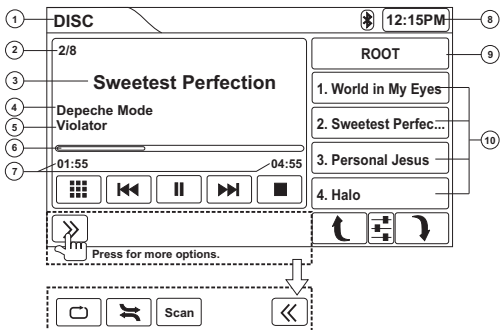 1
DISC
12:15PM
8
2
2/8
ROOT
9
3
Sweetest Perfection
1. World in My Eyes
4
Depeche Mode
5
Violator
2. Sweetest Perfec...
10
6
7
01:55
04:55
3. Personal Jesus
4. Halo
Press for more options.
Scan